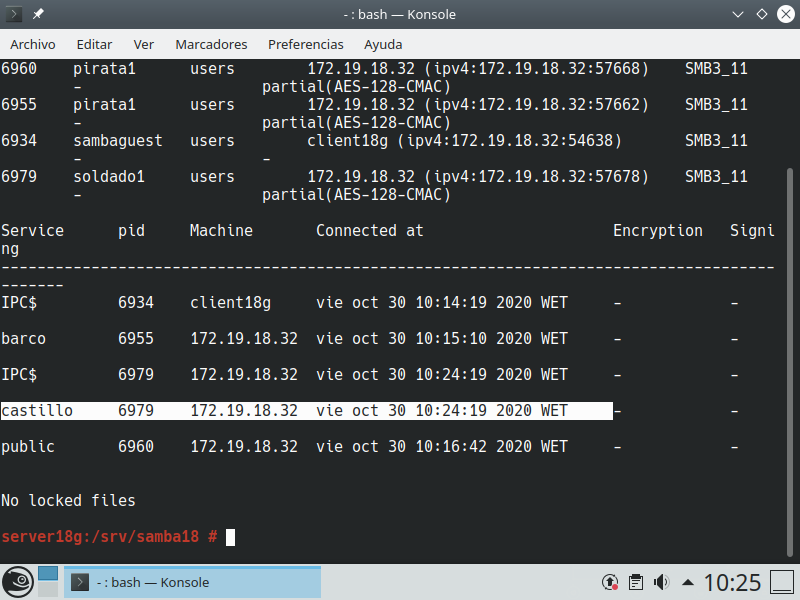 - : bash — Konsole
Archivo Editar Ver Marcadores Preferencias Ayuda
6960    pirata1      users        172.19.18.32 (ipv4:172.19.18.32:57668)    SMB3_11
        -                    partial(AES-128-CMAC)
6955    pirata1      users        172.19.18.32 (ipv4:172.19.18.32:57662)    SMB3_11
        -                    partial(AES-128-CMAC)
6934    sambaguest   users        client18g (ipv4:172.19.18.32:54638)       SMB3_11
        -                    -
6979    soldado1     users        172.19.18.32 (ipv4:172.19.18.32:57678)    SMB3_11
        -                    partial(AES-128-CMAC)
Service      pid     Machine       Connected at                     Encryption   Signi
ng
--------------------------------------------------------------------------------------
-------
IPC$         6934    client18g     vie oct 30 10:14:19 2020 WET     -            -
barco        6955    172.19.18.32  vie oct 30 10:15:10 2020 WET     -            -
IPC$         6979    172.19.18.32  vie oct 30 10:24:19 2020 WET     -            -
castillo     6979    172.19.18.32  vie oct 30 10:24:19 2020 WET     -            -
public       6960    172.19.18.32  vie oct 30 10:16:42 2020 WET     -            -
No locked files
server18g:/srv/samba18 #
- : bash — Konsole
10:25